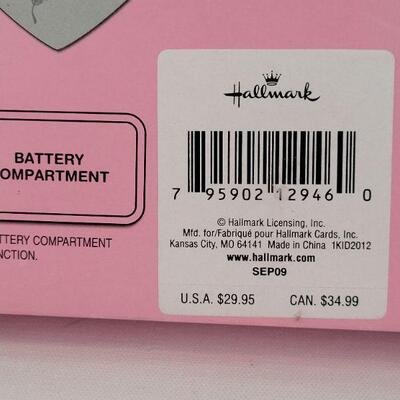 Hallmark
BATTERY
OMPARTMENT
TTERY COMPARTMENT
NCTION.
7 95902 12946 0
© Hallmark Licensing, Inc.
Mfd. for/Fabriqué pour Hallmark Cards, Inc.
Kansas City, MO 64141 Made in China 1KID2012
www.hallmark.com
SEP09
U.S.A. $29.95 CAN. $34.99